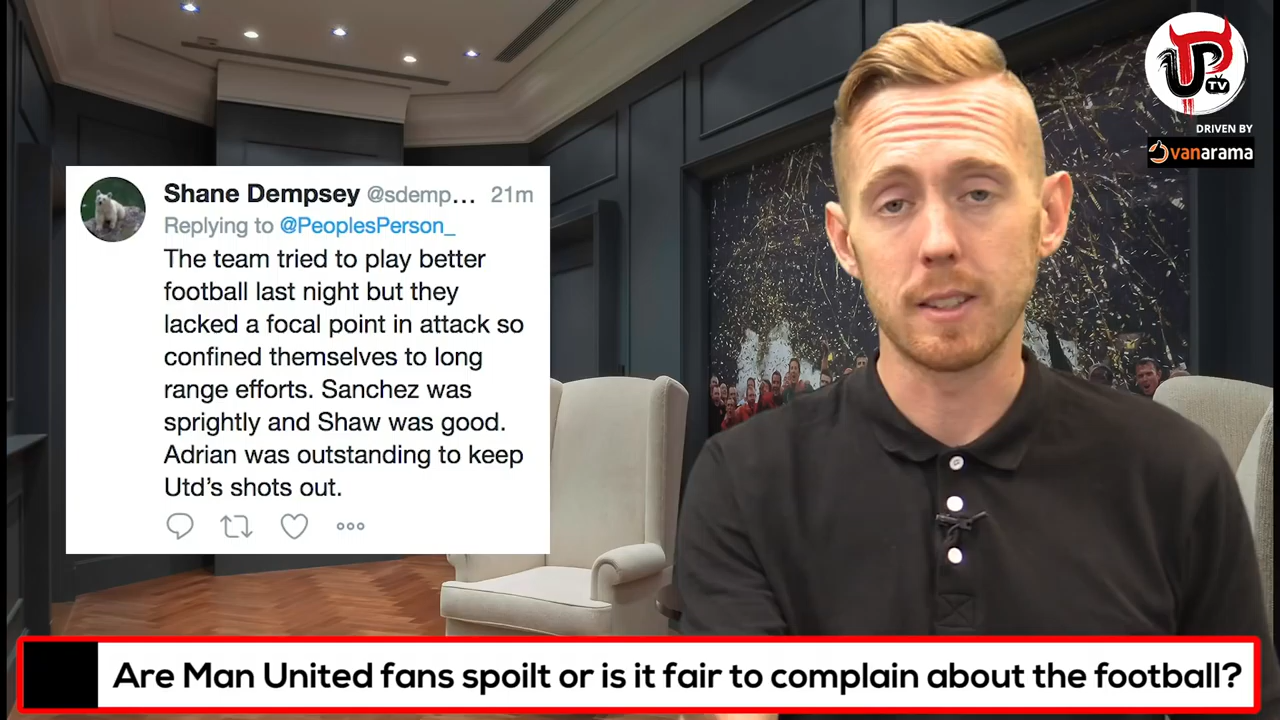 UP
TV
DRIVEN BY
vanarama
Shane Dempsey @sdemp... 21m
Replying to @PeoplesPerson_
The team tried to play better
football last night but they
lacked a focal point in attack so
confined themselves to long
range efforts. Sanchez was
sprightly and Shaw was good.
Adrian was outstanding to keep
Utd’s shots out.
Are Man United fans spoilt or is it fair to complain about the football?